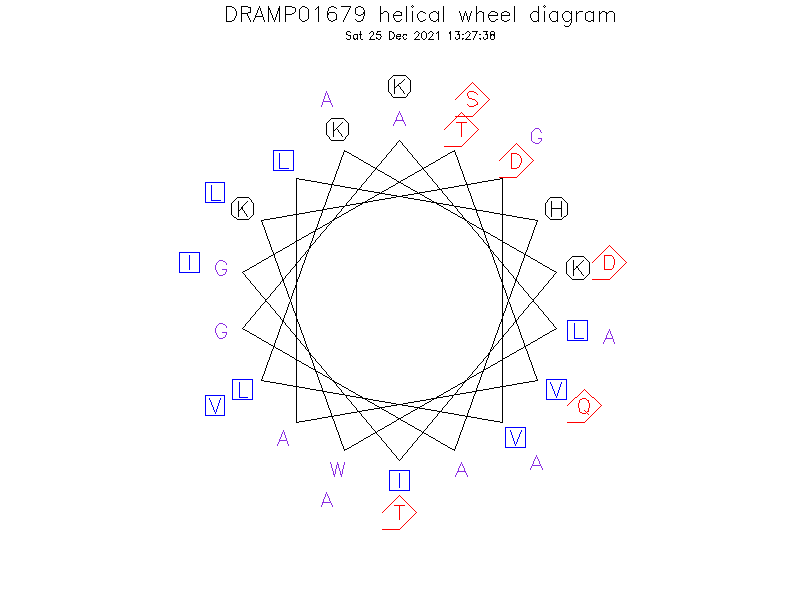 DRAMP01679 helical wheel diagram
Sat 25 Dec 2021 13:27:38
K
A S
K A T G
L D
L K H
I G K D
G L A
L V
V Q
A V
W I A A
A T